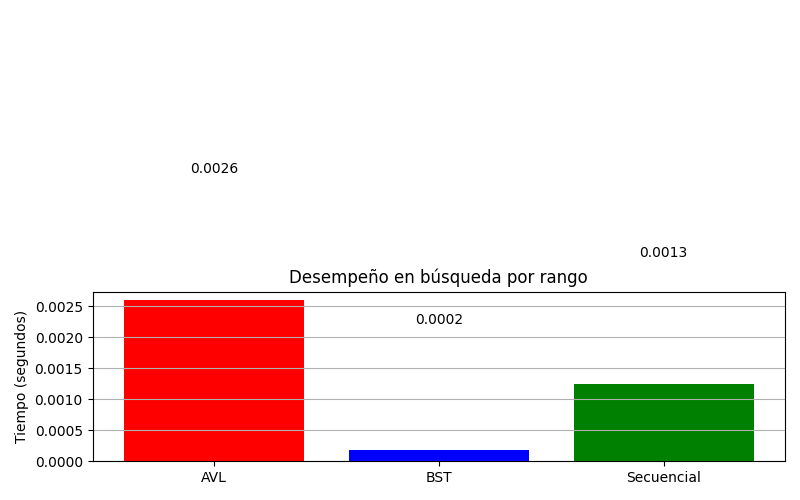 0.0026
0.0013
Desempeño en búsqueda por rango
0.0002
Tiempo (segundos)
0.0025
0.0020
0.0015
0.0010
0.0005
0.0000
AVL
BST
Secuencial